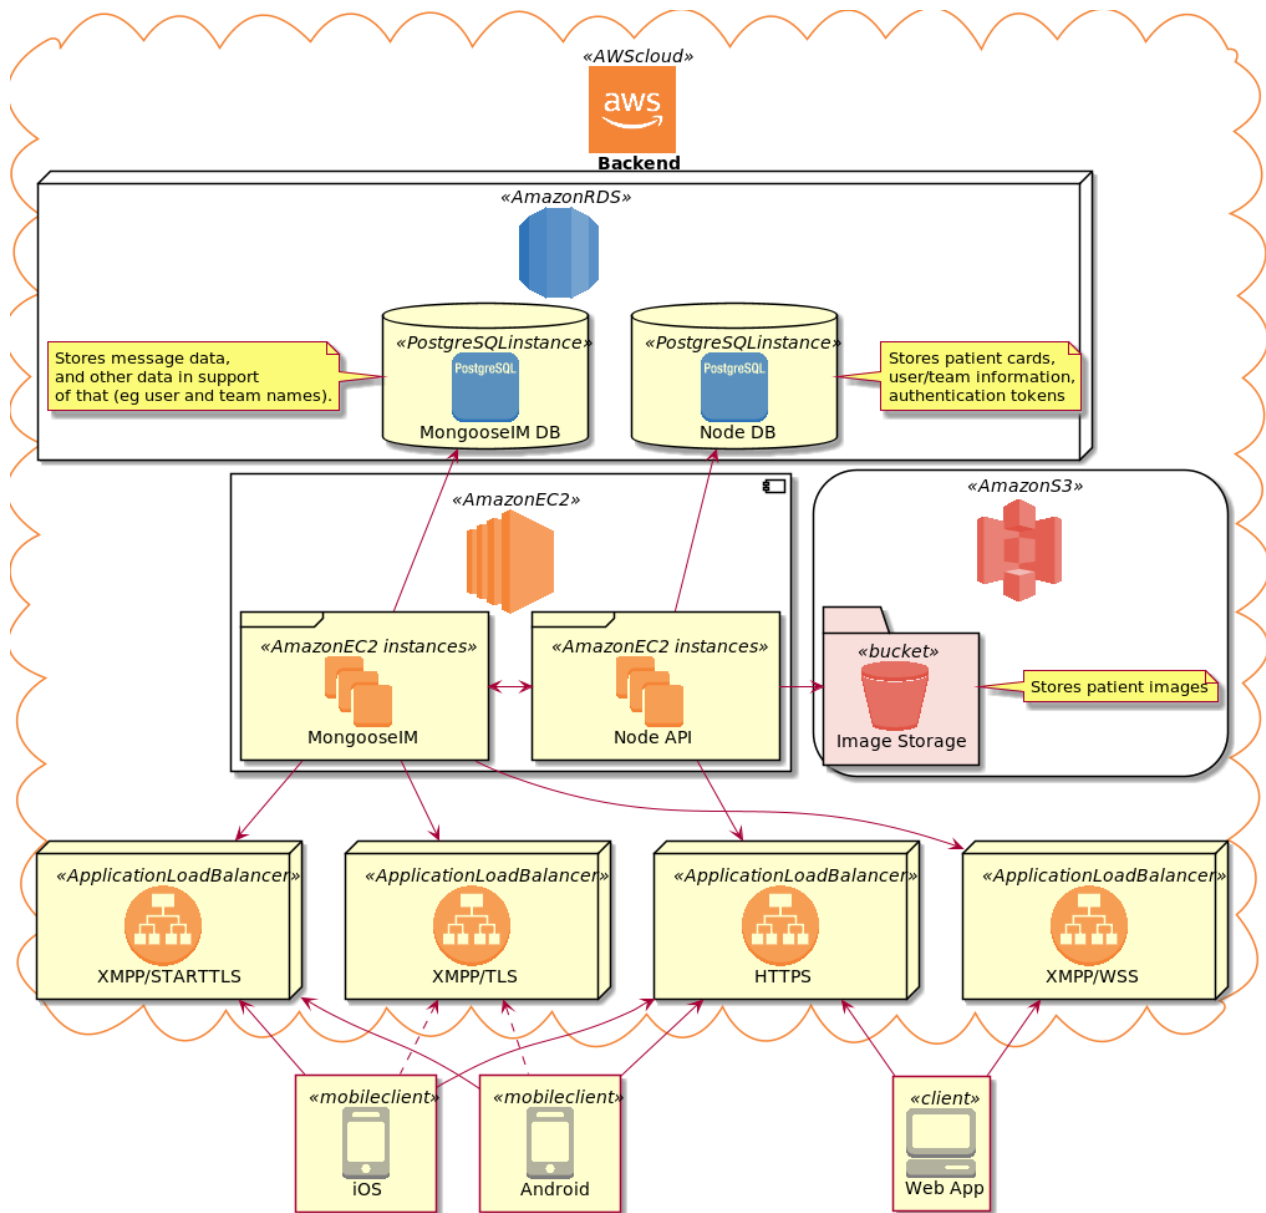 «AWScloud»
aws
Backend
«AmazonRDS»
«PostgreSQLinstance»
PostgreSQL
MongooseIM DB
«PostgreSQLinstance»
PostgreSQL
Node DB
Stores message data,
and other data in support
of that (eg user and team names).
Stores patient cards,
user/team information,
authentication tokens
«AmazonEC2»
«AmazonEC2 instances»
MongooseIM
«AmazonEC2 instances»
Node API
«AmazonS3»
«bucket»
Image Storage
Stores patient images
«ApplicationLoadBalancer»
XMPP/STARTTLS
«ApplicationLoadBalancer»
XMPP/TLS
«ApplicationLoadBalancer»
HTTPS
«ApplicationLoadBalancer»
XMPP/WSS
«mobileclient»
iOS
«mobileclient»
Android
«client»
Web App